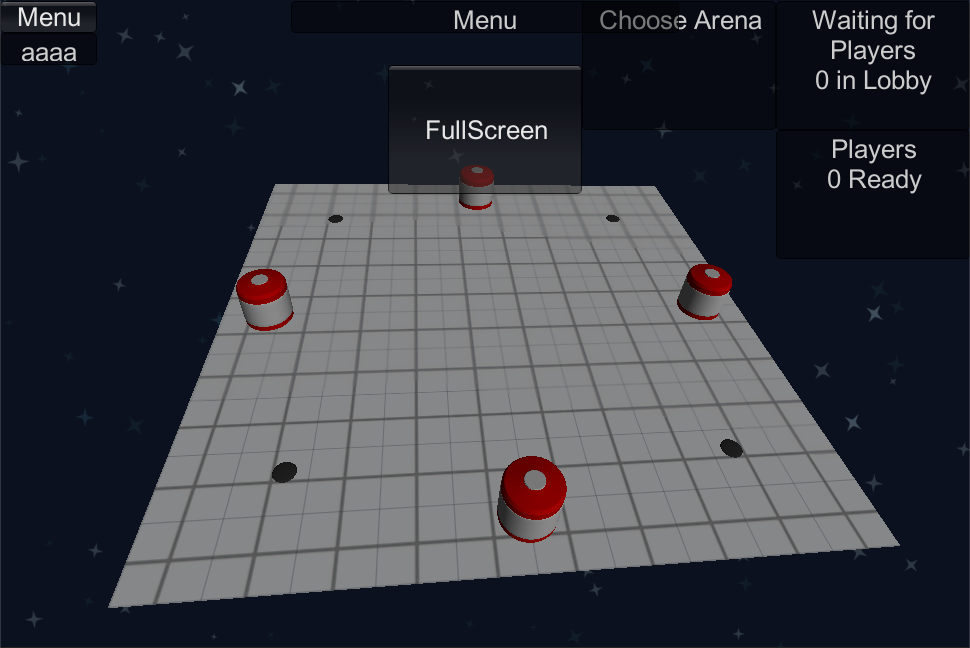 Menu
aaaa
Menu
Choose Arena
FullScreen
Waiting for
Players
0 in Lobby
Players
0 Ready